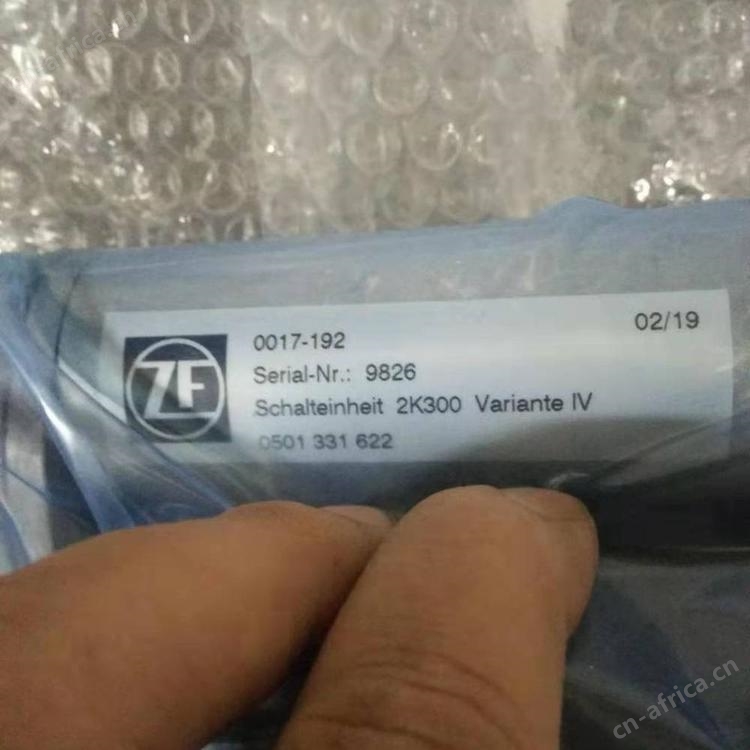 ZF
0017-192
02/19
Serial-Nr.: 9826
Schalteinheit 2K300 Variante IV
0501 331 622
cn-africa.cn